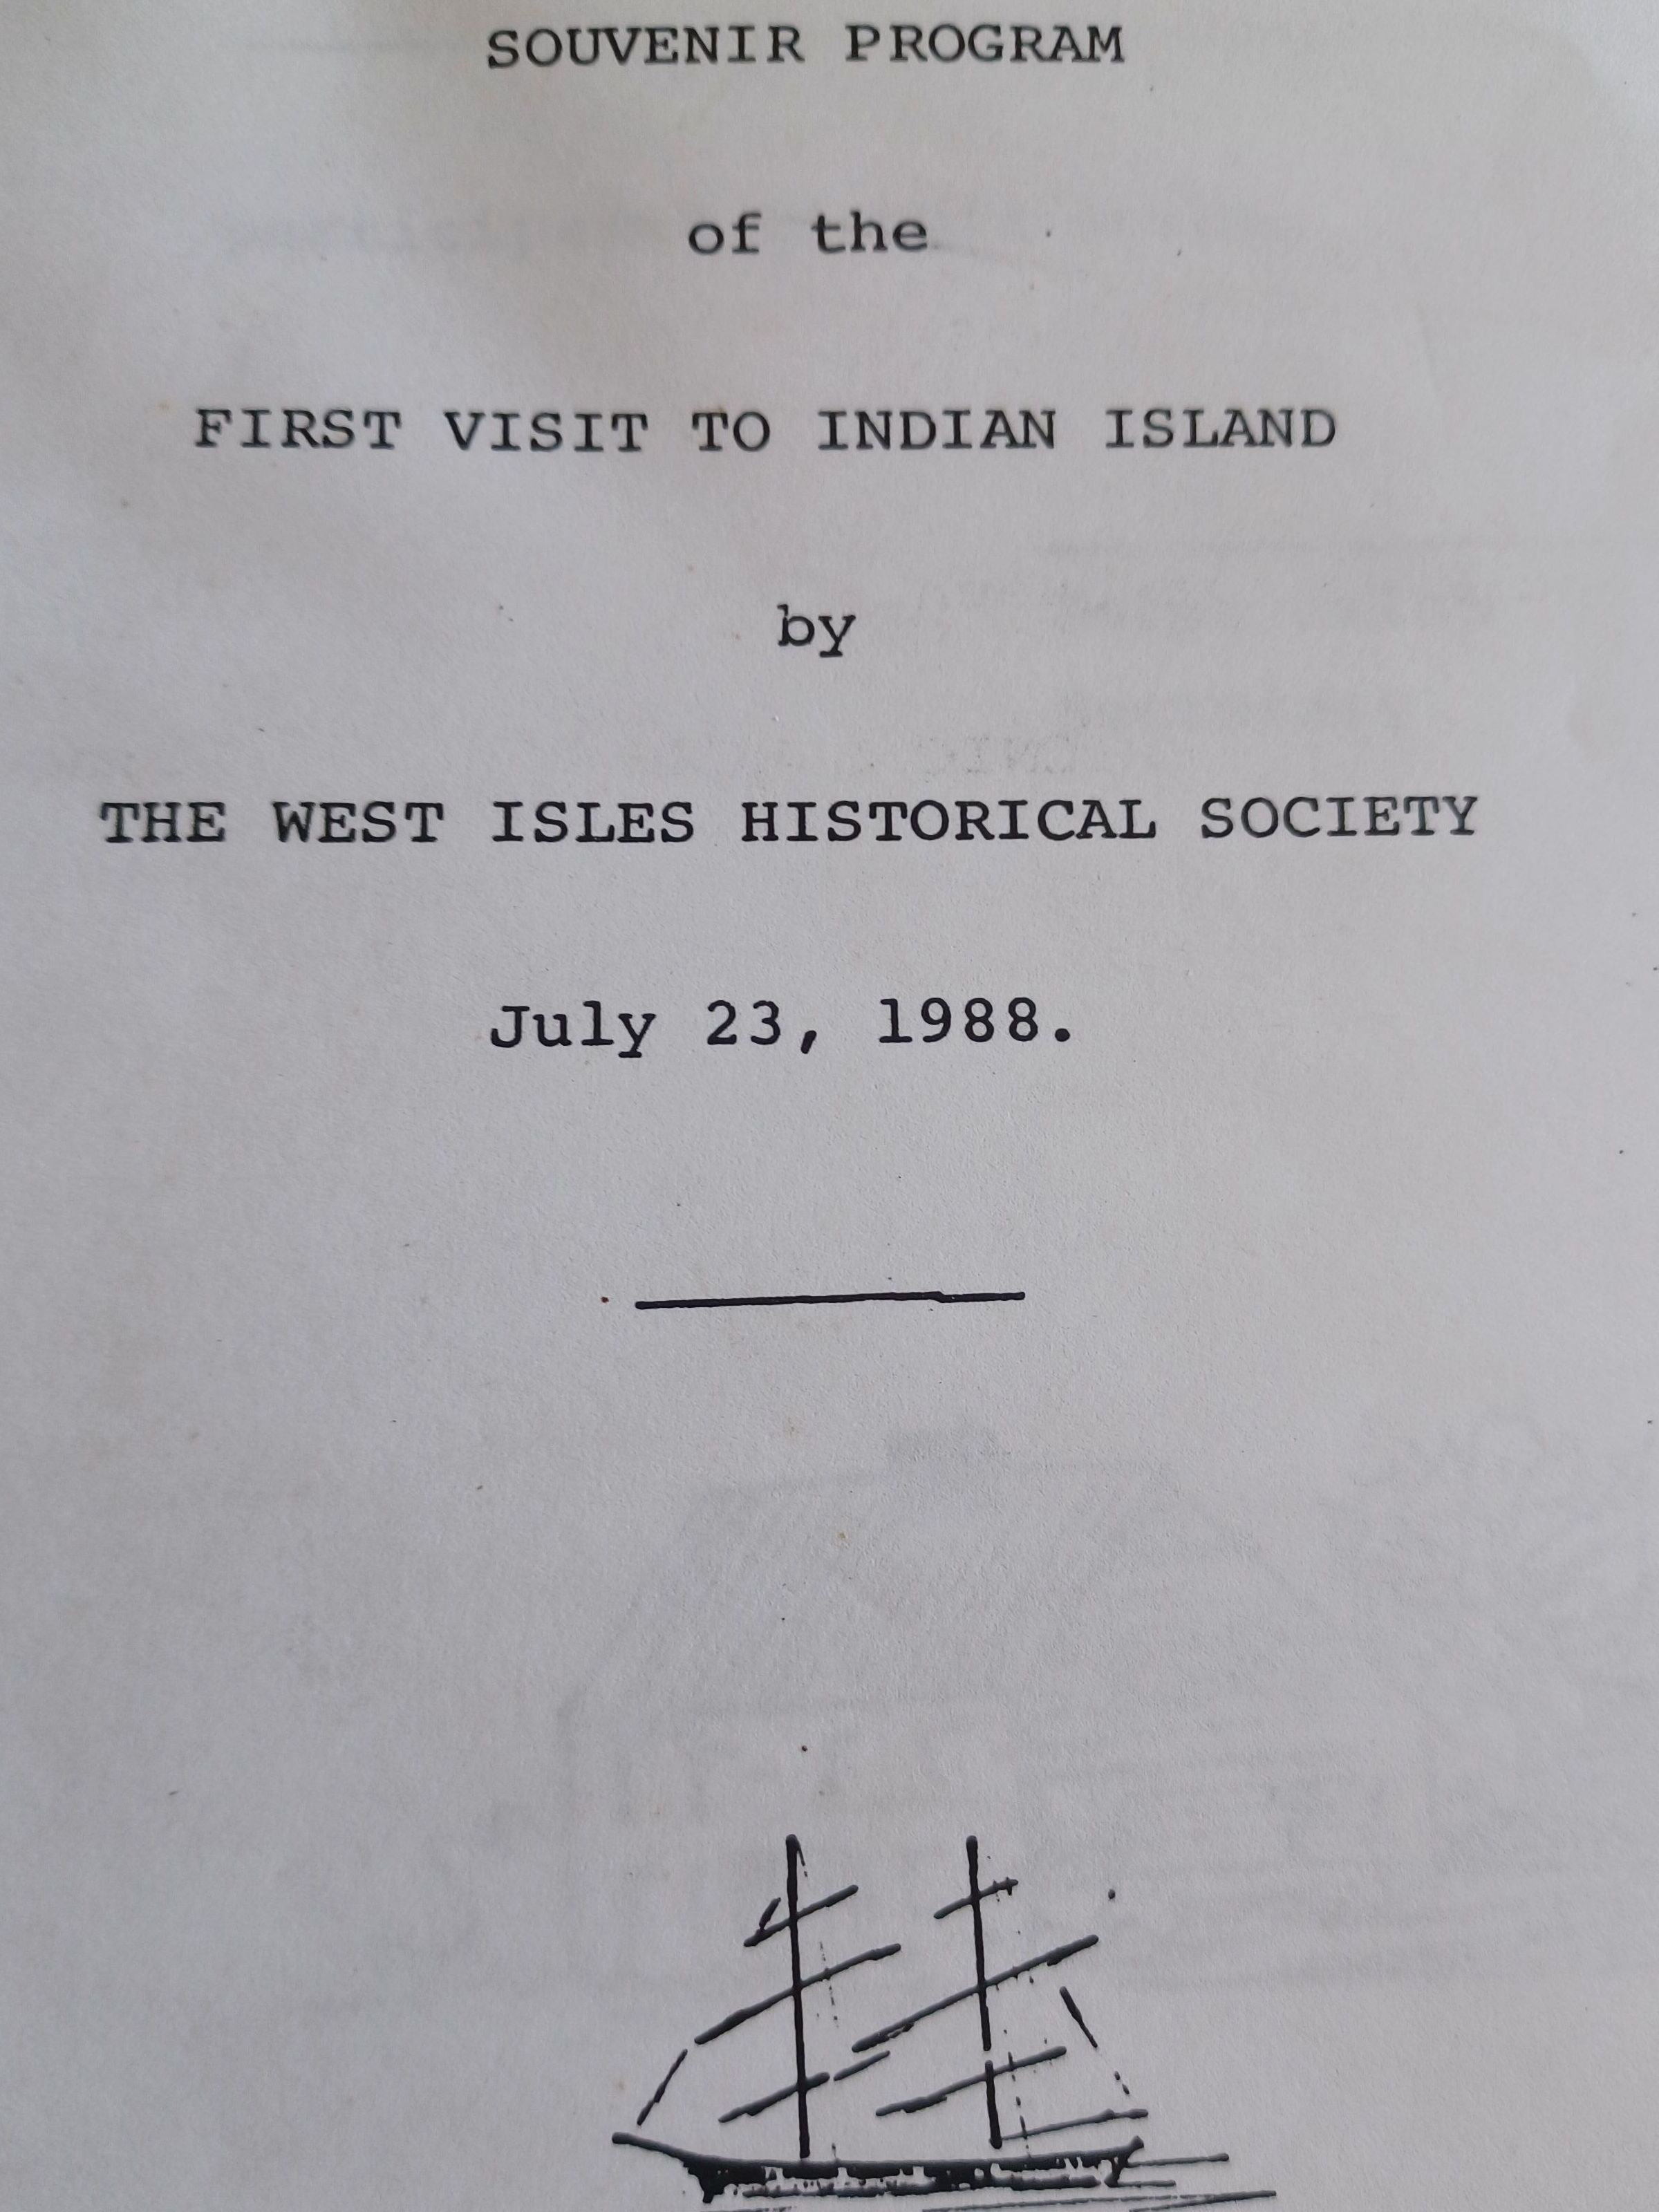 SOUVENIR PROGRAM
of the
FIRST VISIT TO INDIAN ISLAND
by
THE WEST ISLES HISTORICAL SOCIETY
July 23, 1988.